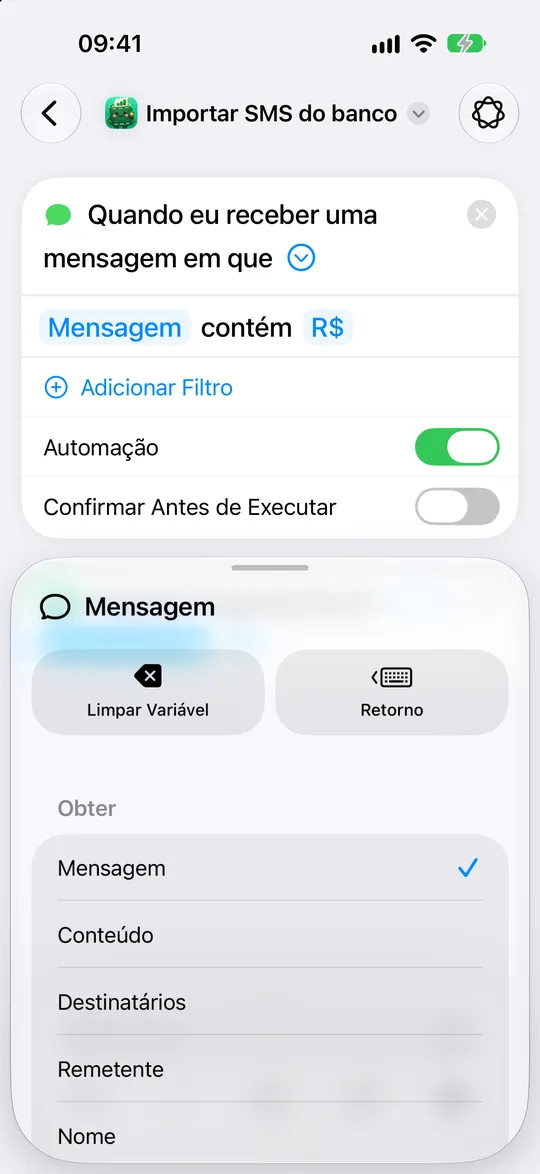 09:41
Importar SMS do banco
Quando eu receber uma
mensagem em que
Mensagem contém R$
Adicionar Filtro
Automação
Confirmar Antes de Executar
Mensagem
Limpar Variável
Retorno
Obter
Mensagem
Conteúdo
Destinatários
Remetente
Nome